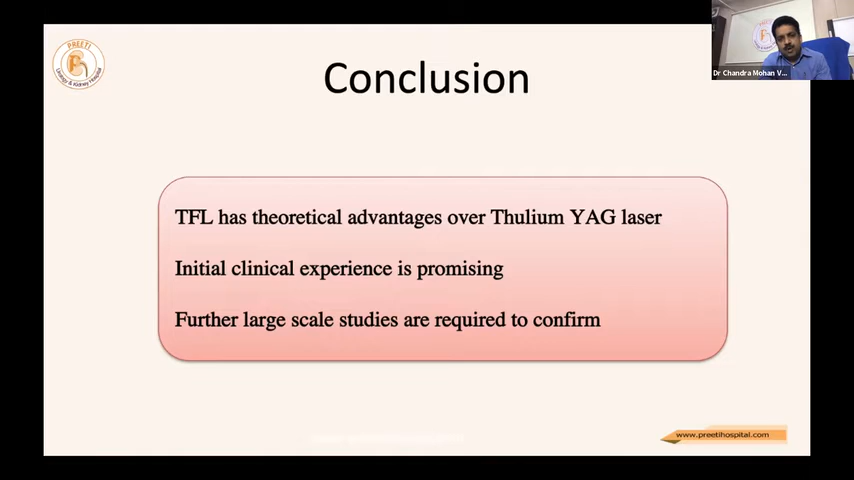 PREETI
Urology & Kidney Hospital
Dr Chandra Mohan V...
Conclusion
TFL has theoretical advantages over Thulium YAG laser
Initial clinical experience is promising
Further large scale studies are required to confirm
www.preetihospital.com